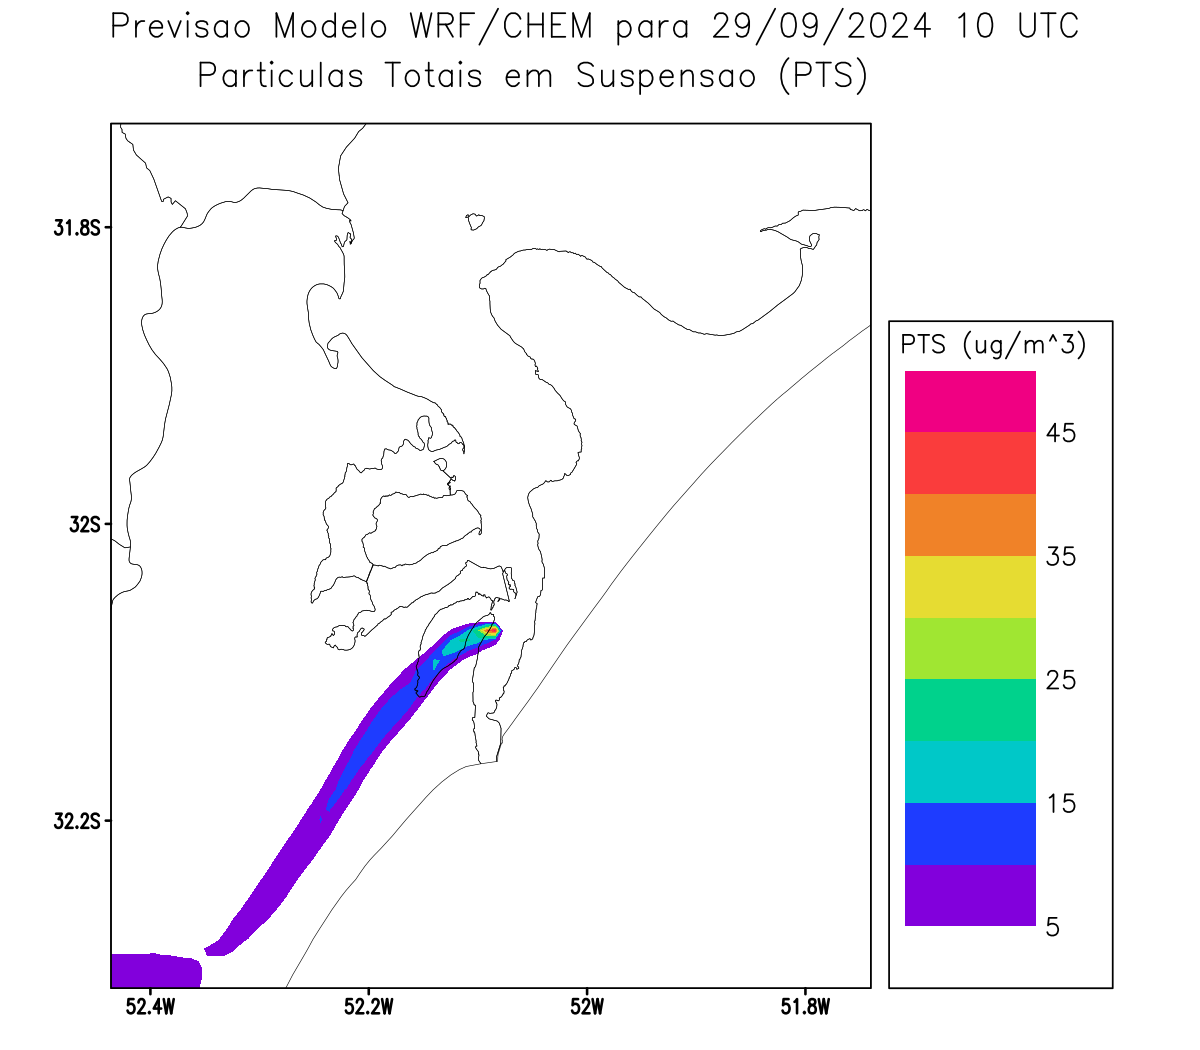 Previsao Modelo WRF/CHEM para 29/09/2024 10 UTC
Particulas Totais em Suspensao (PTS)
31.8S
32S
32.2S
52.4W 52.2W 52W 51.8W
PTS (ug/m^3)
45
35
25
15
5